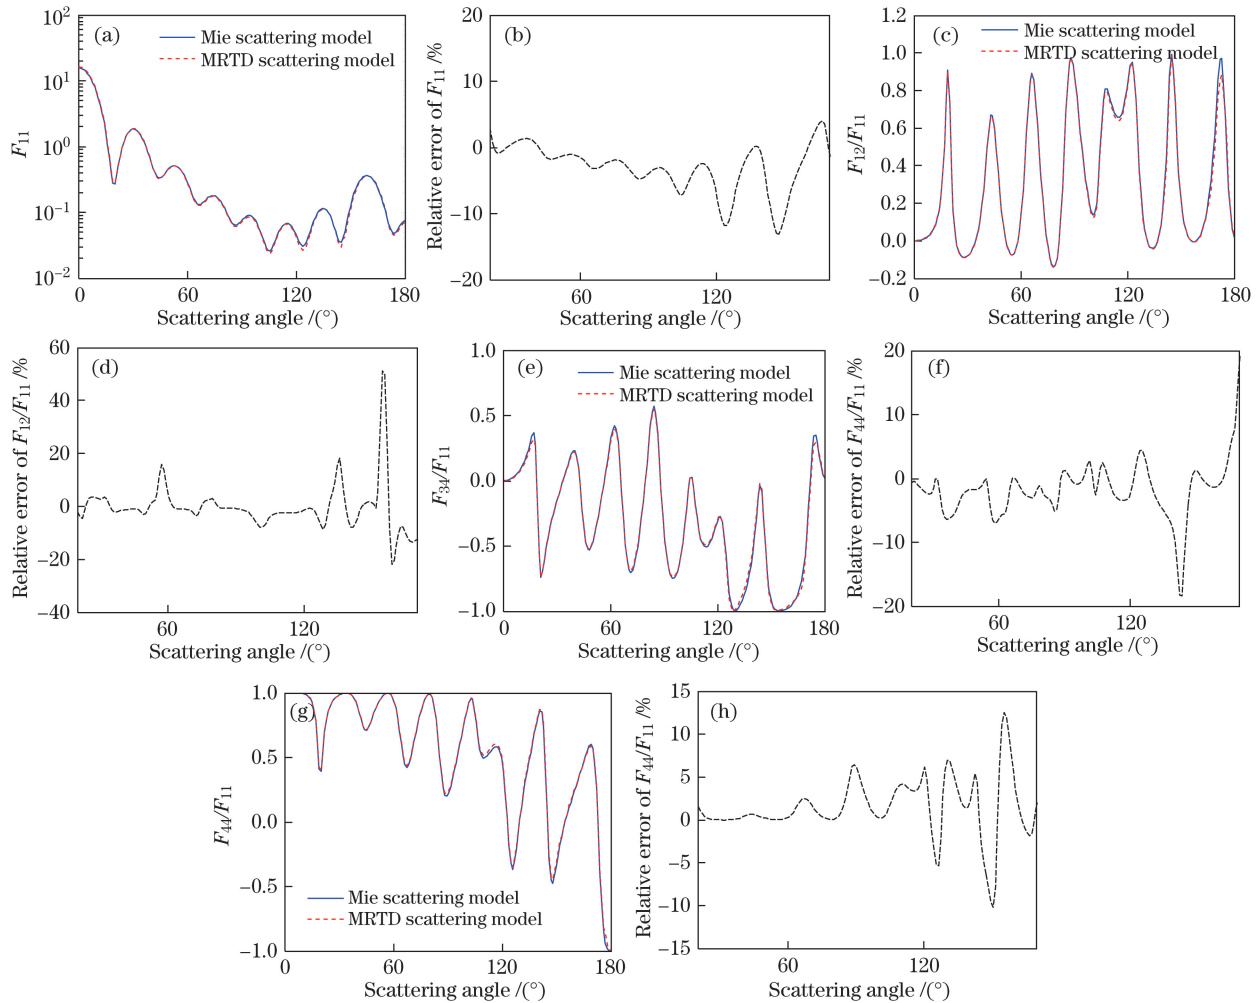 (a)
Mie scattering model
MRTD scattering model
10²
10¹
10⁰
10⁻¹
10⁻²
F₁₁
0 60 120 180
Scattering angle /(°)
(b)
20
10
0
−10
−20
Relative error of F₁₁ /%
60 120
Scattering angle /(°)
(c)
Mie scattering model
MRTD scattering model
1.2
1.0
0.8
0.6
0.4
0.2
0.0
−0.2
F₁₂/F₁₁
0 60 120 180
Scattering angle /(°)
(d)
60
40
20
0
−20
−40
Relative error of F₁₂/F₁₁ /%
60 120
Scattering angle /(°)
(e)
Mie scattering model
MRTD scattering model
1.0
0.5
0.0
−0.5
−1.0
F₃₄/F₁₁
0 60 120 180
Scattering angle /(°)
(f)
20
10
0
−10
−20
Relative error of F₄₄/F₁₁ /%
60 120
Scattering angle /(°)
(g)
1.0
0.5
0.0
−0.5
−1.0
F₄₄/F₁₁
Mie scattering model
MRTD scattering model
0 60 120 180
Scattering angle /(°)
(h)
15
10
5
0
−5
−10
−15
Relative error of F₄₄/F₁₁ /%
60 120
Scattering angle /(°)